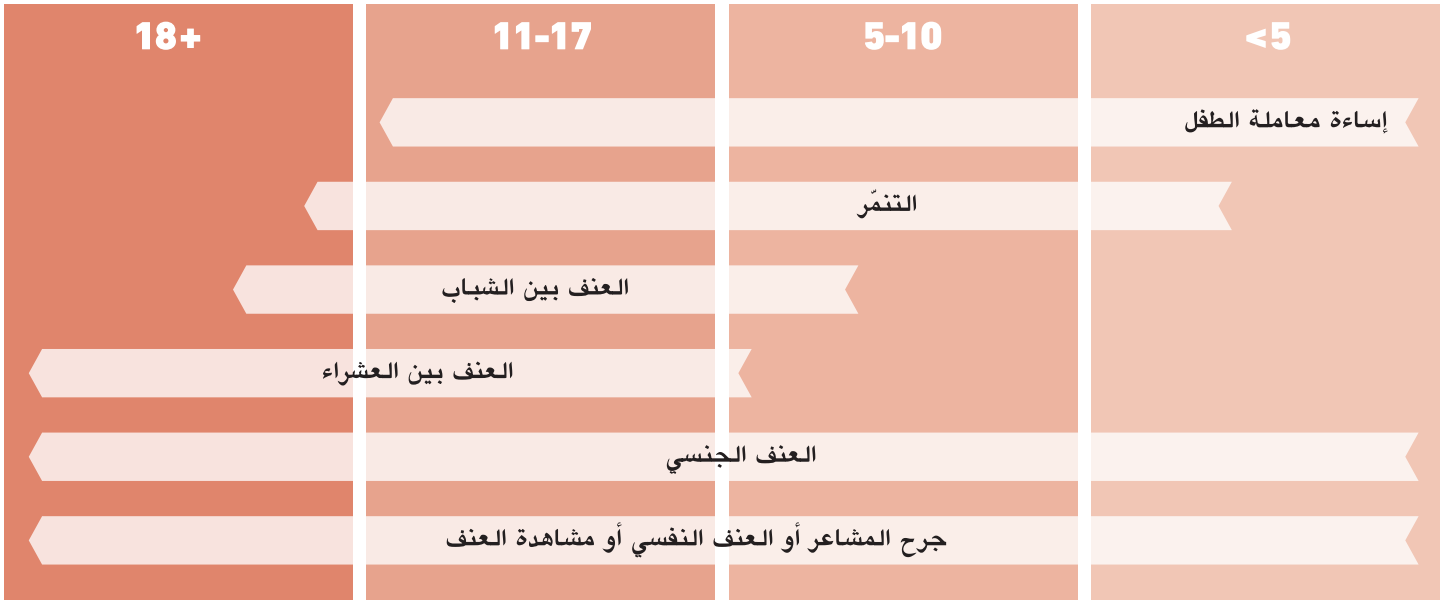 <5
5-10
11-17
18+
إساءة معاملة الطفل
التنمّر
العنف بين الشباب
العنف بين العشراء
العنف الجنسي
جرح المشاعر أو العنف النفسي أو مشاهدة العنف